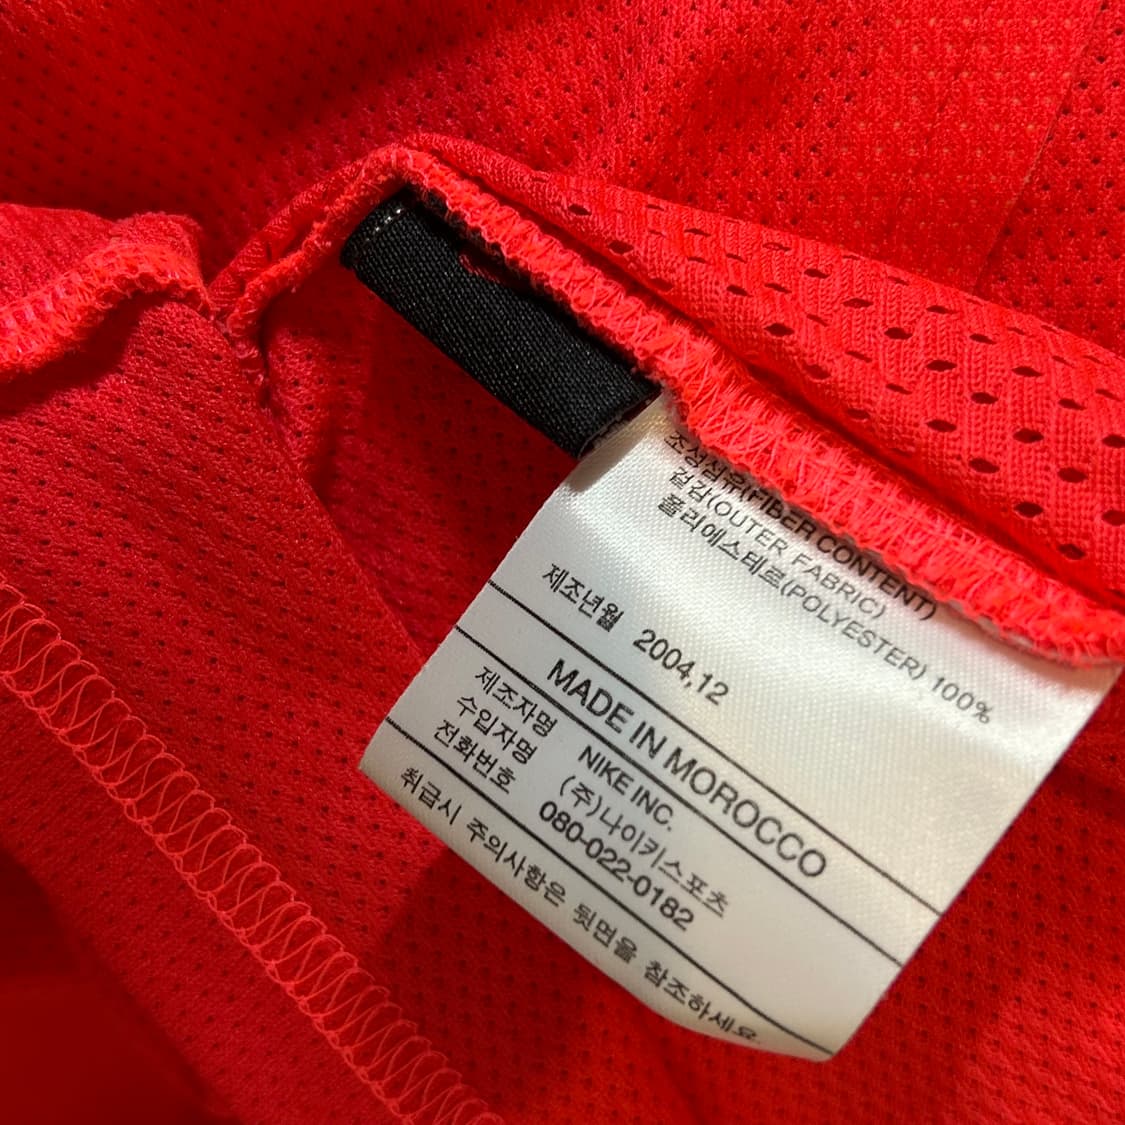 조성섬유(FIBER CONTENT)
겉감(OUTER FABRIC)
폴리에스테르(POLYESTER) 100%
제조년월 2004,12
MADE IN MOROCCO
제조자명 NIKE INC.
수입자명 (주)나이키스포츠
전화번호 080-022-0182
취급시 주의사항은 뒷면을 참조하세요.